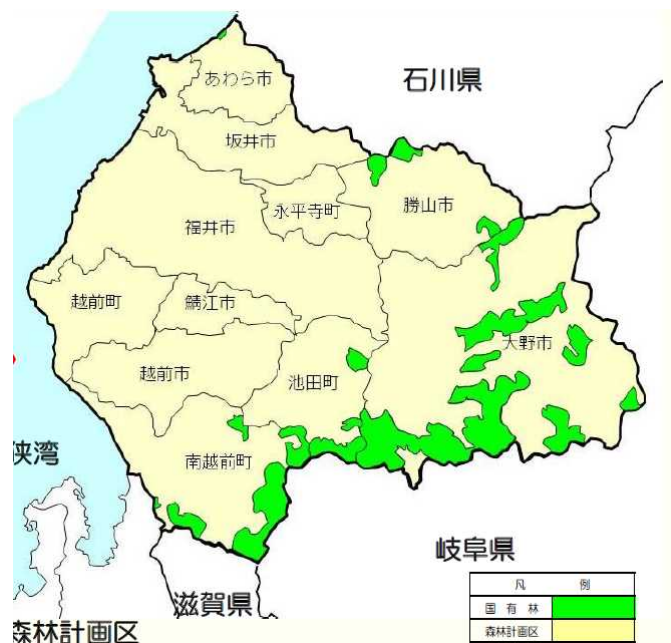 石川県
あわら市
坂井市
永平寺町
勝山市
福井市
越前町
鯖江市
大野市
越前市
池田町
南越前町
狭湾
岐阜県
滋賀県
森林計画区
凡 例
国 有 林
森林計画区